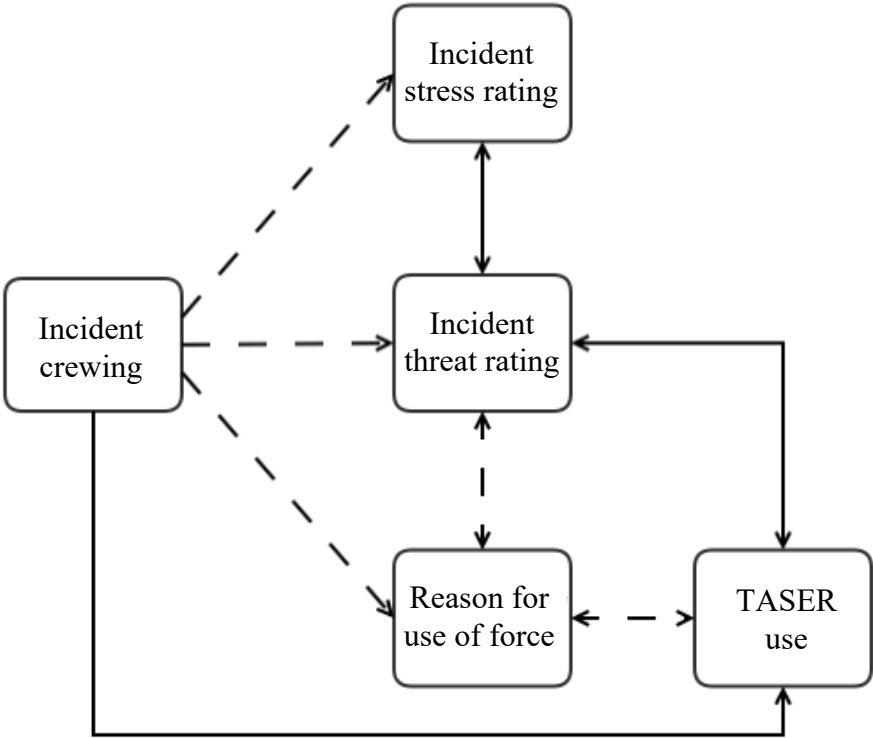 Incident
stress rating
Incident
crewing
Incident
threat rating
Reason for
use of force
TASER
use